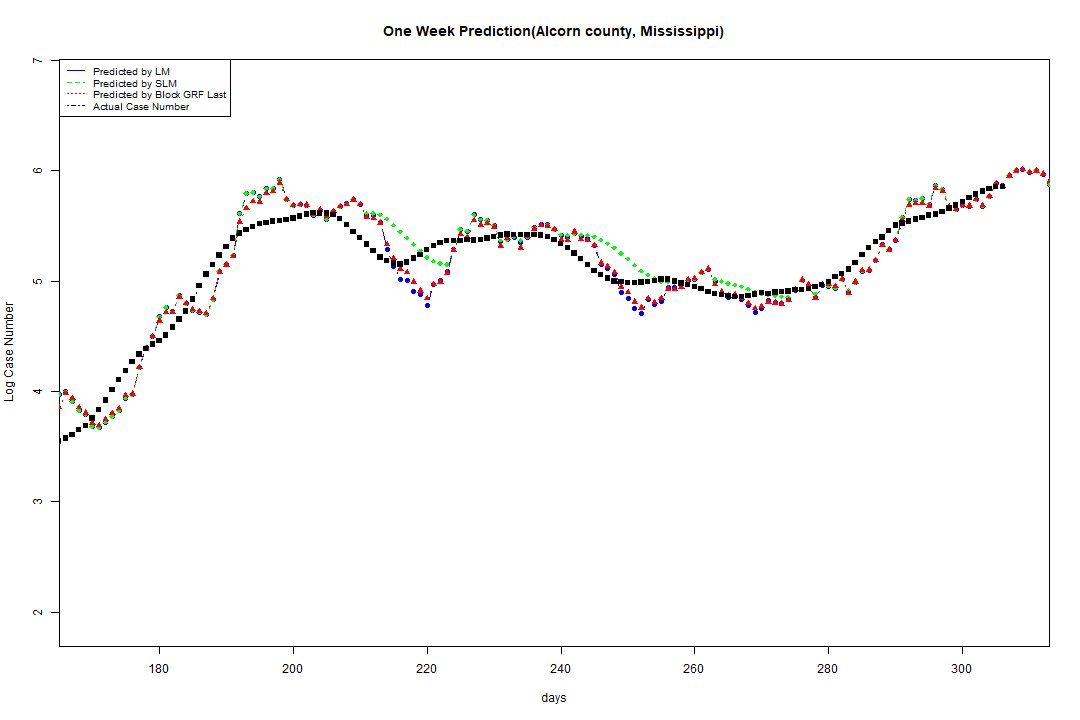 One Week Prediction(Alcorn county, Mississippi)
Predicted by LM
Predicted by SLM
Predicted by Block GRF Last
Actual Case Number
Log Case Number
7
6
5
4
3
2
180 200 220 240 260 280 300
days